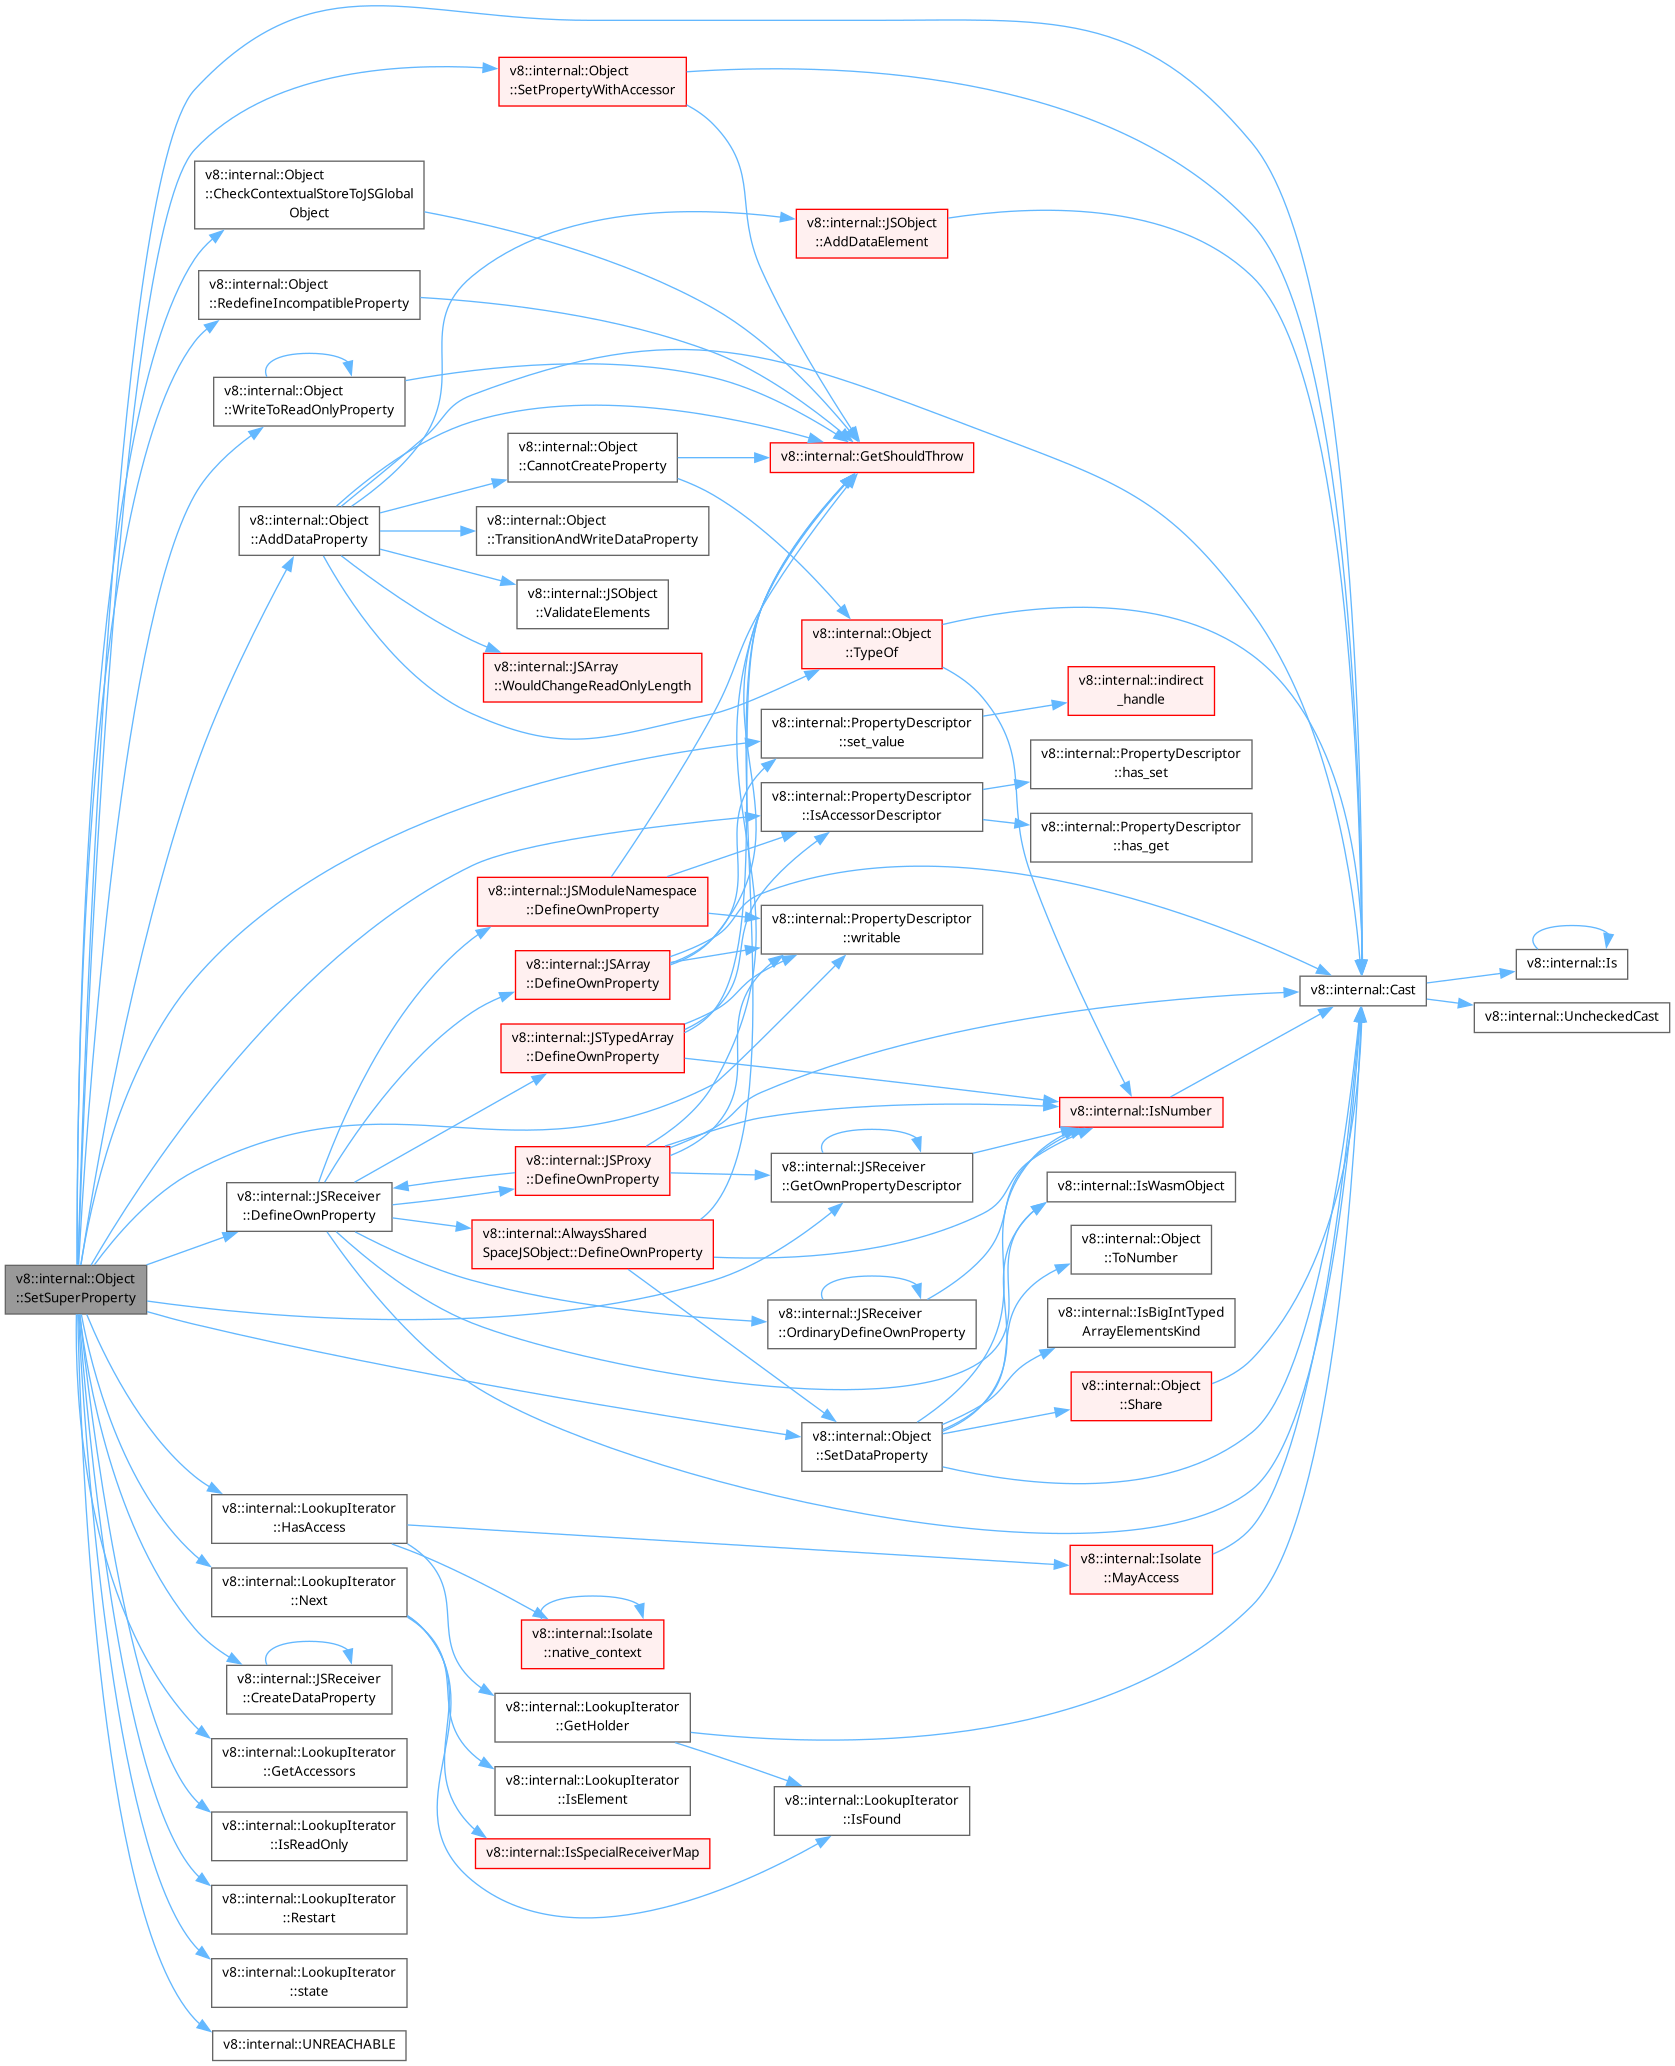 v8::internal::Object
::SetPropertyWithAccessor
v8::internal::Object
::CheckContextualStoreToJSGlobal
Object
v8::internal::JSObject
::AddDataElement
v8::internal::Object
::RedefineIncompatibleProperty
v8::internal::Object
::WriteToReadOnlyProperty
v8::internal::Object
::CannotCreateProperty
v8::internal::GetShouldThrow
v8::internal::Object
::AddDataProperty
v8::internal::Object
::TransitionAndWriteDataProperty
v8::internal::JSObject
::ValidateElements
v8::internal::Object
::TypeOf
v8::internal::JSArray
::WouldChangeReadOnlyLength
v8::internal::indirect
_handle
v8::internal::PropertyDescriptor
::set_value
v8::internal::PropertyDescriptor
::has_set
v8::internal::PropertyDescriptor
::IsAccessorDescriptor
v8::internal::PropertyDescriptor
::has_get
v8::internal::JSModuleNamespace
::DefineOwnProperty
v8::internal::PropertyDescriptor
::writable
v8::internal::JSArray
::DefineOwnProperty
v8::internal::Is
v8::internal::Cast
v8::internal::UncheckedCast
v8::internal::JSTypedArray
::DefineOwnProperty
v8::internal::IsNumber
v8::internal::JSProxy
::DefineOwnProperty
v8::internal::JSReceiver
::GetOwnPropertyDescriptor
v8::internal::IsWasmObject
v8::internal::JSReceiver
::DefineOwnProperty
v8::internal::AlwaysShared
SpaceJSObject::DefineOwnProperty
v8::internal::Object
::ToNumber
v8::internal::Object
::SetSuperProperty
v8::internal::JSReceiver
::OrdinaryDefineOwnProperty
v8::internal::IsBigIntTyped
ArrayElementsKind
v8::internal::Object
::Share
v8::internal::Object
::SetDataProperty
v8::internal::LookupIterator
::HasAccess
v8::internal::Isolate
::MayAccess
v8::internal::LookupIterator
::Next
v8::internal::Isolate
::native_context
v8::internal::JSReceiver
::CreateDataProperty
v8::internal::LookupIterator
::GetHolder
v8::internal::LookupIterator
::GetAccessors
v8::internal::LookupIterator
::IsElement
v8::internal::LookupIterator
::IsFound
v8::internal::LookupIterator
::IsReadOnly
v8::internal::IsSpecialReceiverMap
v8::internal::LookupIterator
::Restart
v8::internal::LookupIterator
::state
v8::internal::UNREACHABLE